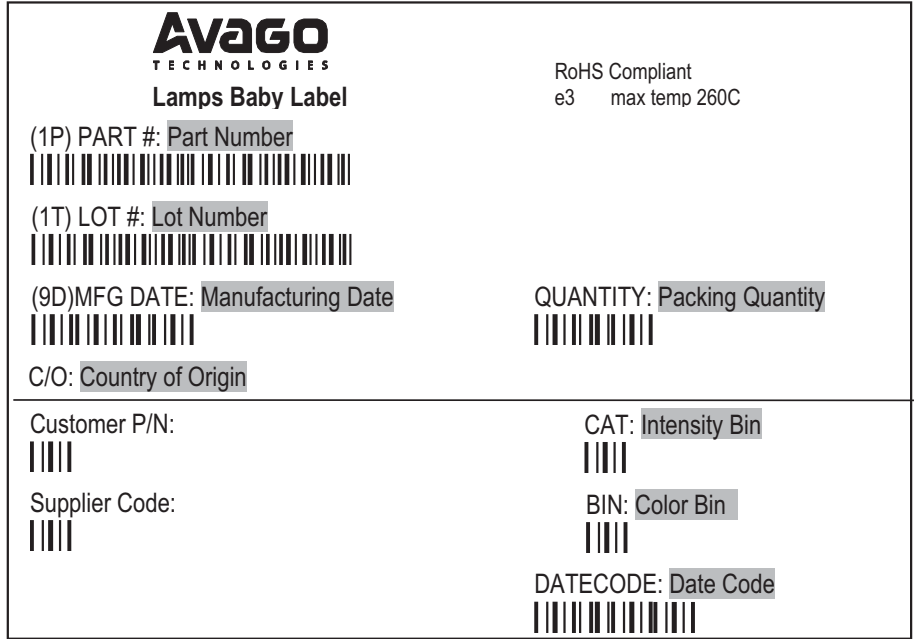 AVAGO
TECHNOLOGIES
Lamps Baby Label
RoHS Compliant
e3 max temp 260C
(1P) PART #: Part Number
(1T) LOT #: Lot Number
(9D)MFG DATE: Manufacturing Date
QUANTITY: Packing Quantity
C/O: Country of Origin
Customer P/N:
CAT: Intensity Bin
Supplier Code:
BIN: Color Bin
DATECODE: Date Code